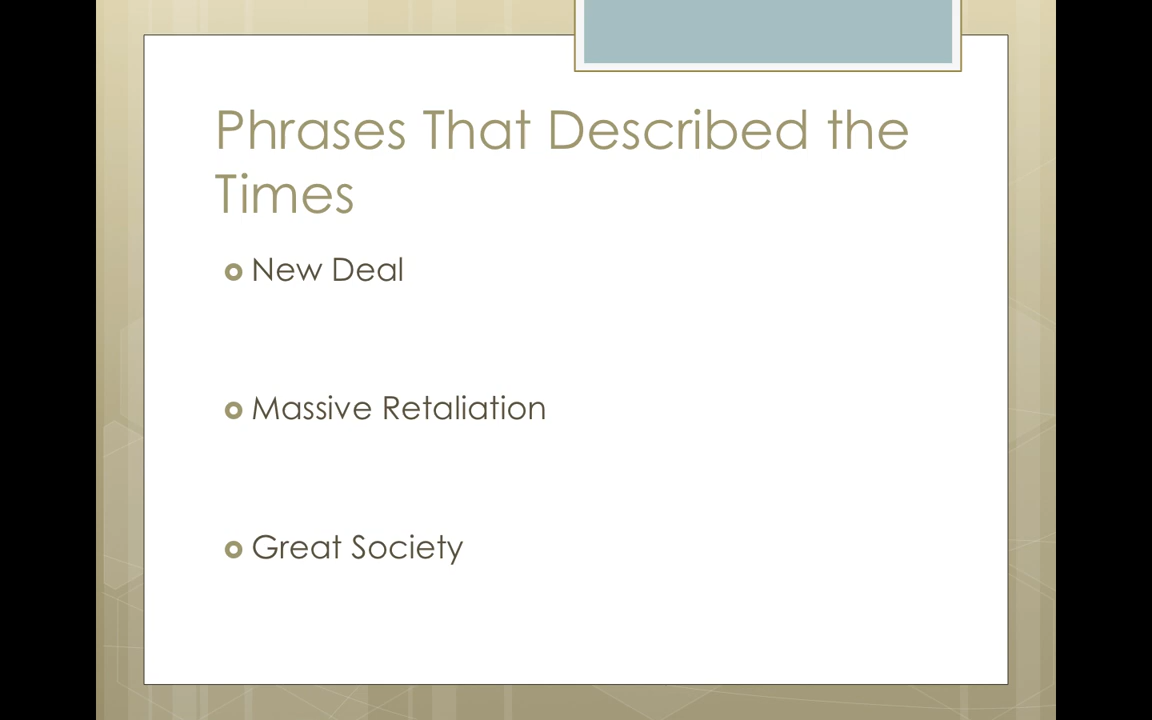 Phrases That Described the
Times
New Deal
Massive Retaliation
Great Society